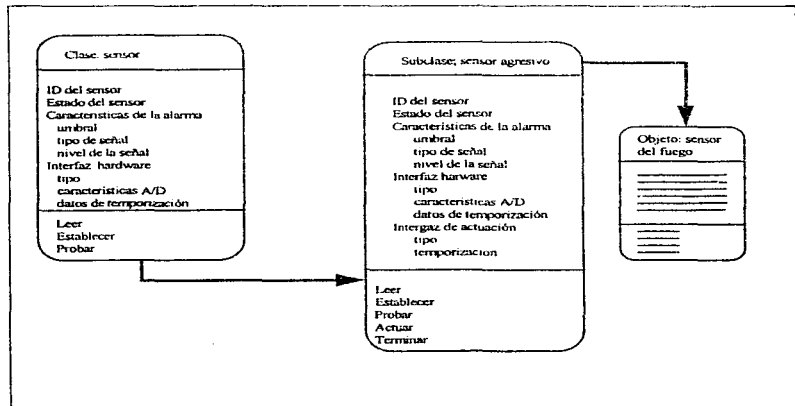 Clase. sensor
ID del sensor
Estado del sensor
Características de la alarma
umbral
tipo de señal
nivel de la señal
Interfaz hardware
tipo
características A/D
datos de temporización
Leer
Establecer
Probar
Subclase; sensor agresivo
ID del sensor
Estado del sensor
Características de la alarma
umbral
tipo de señal
nivel de la señal
Interfaz harware
tipo
características A/D
datos de temporización
Intergaz de actuación
tipo
temporizacion
Leer
Establecer
Probar
Actuar
Terminar
Objeto: sensor
del fuego